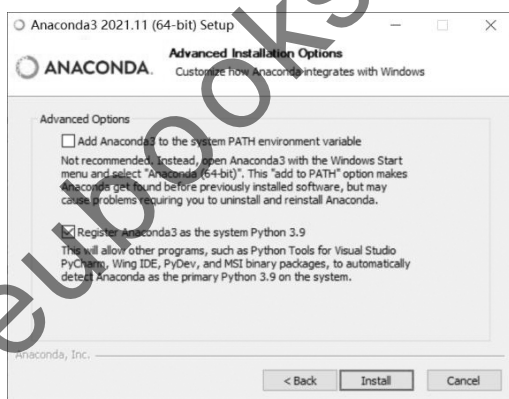 Anaconda3 2021.11 (64-bit) Setup
Advanced Installation Options
ANACONDA.
Customize how Anaconda integrates with Windows
Advanced Options
Add Anaconda3 to the system PATH environment variable
Not recommended. Instead, open Anaconda3 with the Windows Start
menu and select "Anaconda (64-bit)". This "add to PATH" option makes
Anaconda get found before previously installed software, but may
cause problems requiring you to uninstall and reinstall Anaconda.
Register Anaconda3 as the system Python 3.9
This will allow other programs, such as Python Tools for Visual Studio
PyCharm, Wing IDE, PyDev, and MSI binary packages, to automatically
detect Anaconda as the primary Python 3.9 on the system.
Anaconda, Inc.
< Back
Install
Cancel
eubooks